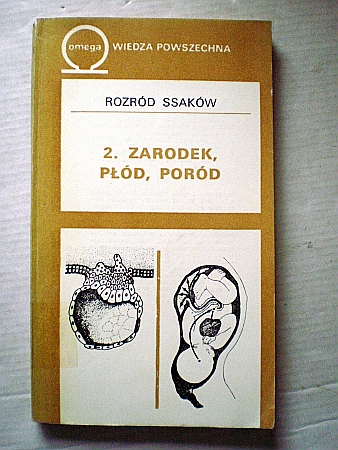 omega
WIEDZA POWSZECHNA
ROZRÓD SSAKÓW
2. ZARODEK,
PŁÓD, PORÓD